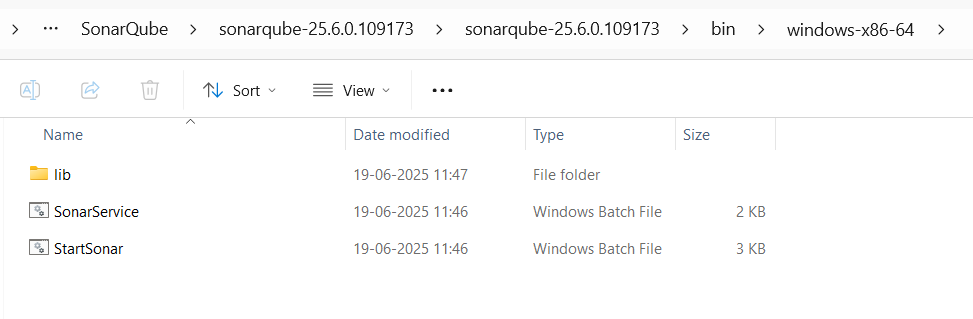 ··· SonarQube sonarqube-25.6.0.109173 sonarqube-25.6.0.109173 bin windows-x86-64
Sort View ···
Name Date modified Type Size
lib 19-06-2025 11:47 File folder
SonarService 19-06-2025 11:46 Windows Batch File 2 KB
StartSonar 19-06-2025 11:46 Windows Batch File 3 KB